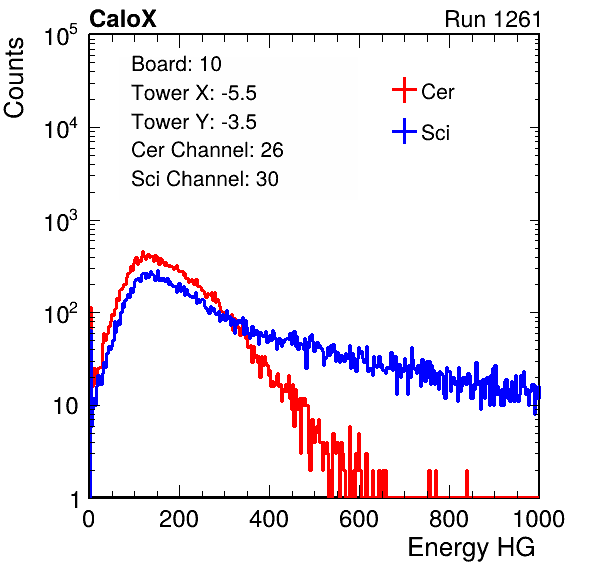 CaloX Run 1261
Counts
Board: 10
Tower X: -5.5
Tower Y: -3.5
Cer Channel: 26
Sci Channel: 30
Cer
Sci
10^5
10^4
10^3
10^2
10
1
0 200 400 600 800 1000
Energy HG